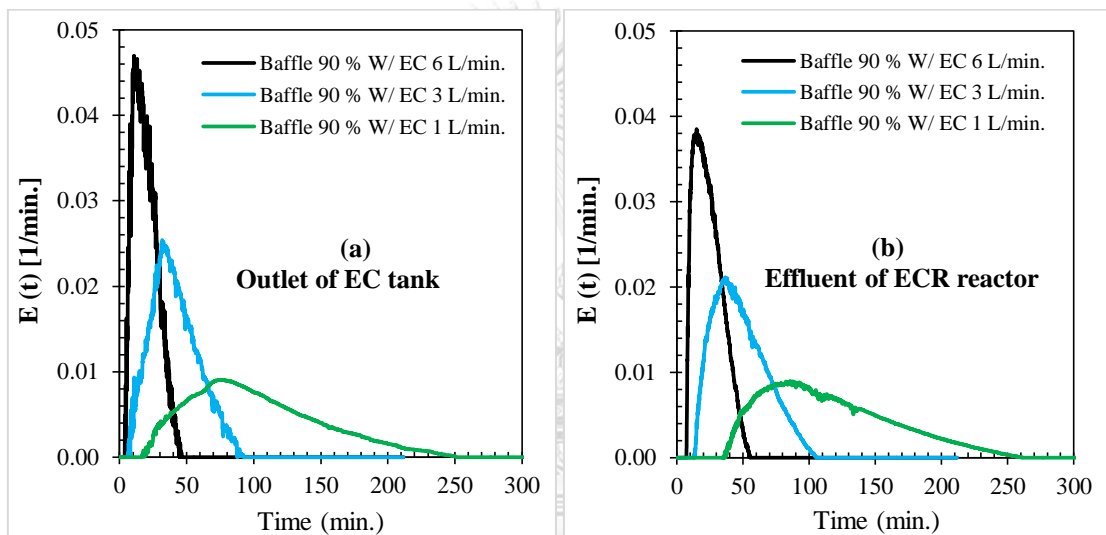 0.05
0.04
0.03
0.02
0.01
0.00
E (t) [1/min.]
Baffle 90 % W/ EC 6 L/min.
Baffle 90 % W/ EC 3 L/min.
Baffle 90 % W/ EC 1 L/min.
(a)
Outlet of EC tank
0 50 100 150 200 250 300
Time (min.)
0.05
0.04
0.03
0.02
0.01
0.00
E (t) [1/min.]
Baffle 90 % W/ EC 6 L/min.
Baffle 90 % W/ EC 3 L/min.
Baffle 90 % W/ EC 1 L/min.
(b)
Effluent of ECR reactor
0 50 100 150 200 250 300
Time (min.)